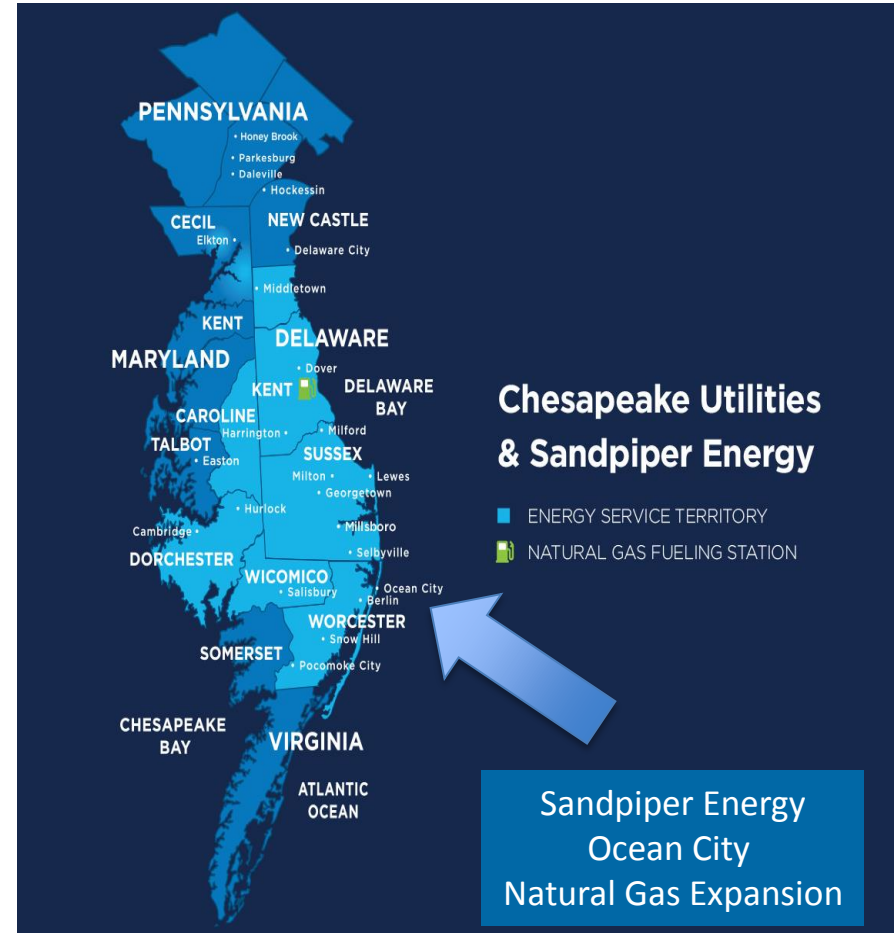 PENNSYLVANIA
• Honey Brook
• Parkesburg
• Daleville
• Hockessin
CECIL
NEW CASTLE
Elkton •
• Delaware City
• Middletown
KENT
DELAWARE
MARYLAND
• Dover
KENT
DELAWARE
BAY
CAROLINE
Harrington •
• Milford
TALBOT
SUSSEX
• Easton
Milton •
• Lewes
• Georgetown
• Hurlock
Cambridge •
• Millsboro
DORCHESTER
• Selbyville
WICOMICO
• Salisbury
• Ocean City
• Berlin
WORCESTER
• Snow Hill
SOMERSET
• Pocomoke City
CHESAPEAKE
BAY
VIRGINIA
ATLANTIC
OCEAN
Chesapeake Utilities
& Sandpiper Energy
ENERGY SERVICE TERRITORY
NATURAL GAS FUELING STATION
Sandpiper Energy
Ocean City
Natural Gas Expansion